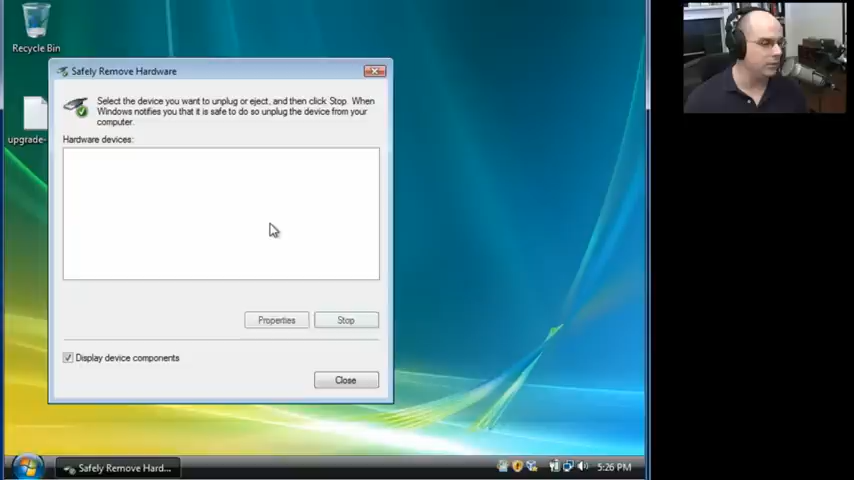 Recycle Bin
upgrade-
Safely Remove Hardware
Select the device you want to unplug or eject, and then click Stop. When
Windows notifies you that it is safe to do so unplug the device from your
computer.
Hardware devices:
Properties
Stop
Display device components
Close
Safely Remove Hard...
5:26 PM